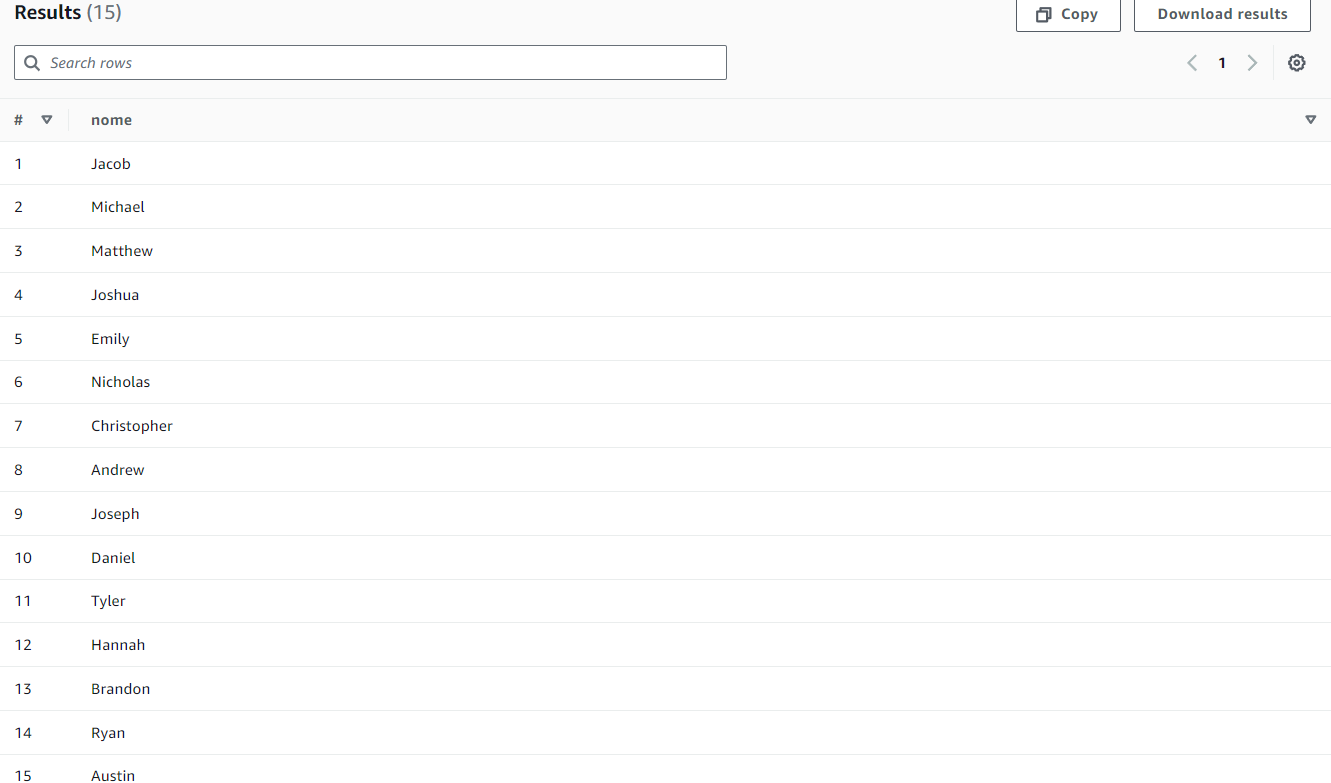 Results (15)
Copy
Download results
Search rows
1
# nome
1 Jacob
2 Michael
3 Matthew
4 Joshua
5 Emily
6 Nicholas
7 Christopher
8 Andrew
9 Joseph
10 Daniel
11 Tyler
12 Hannah
13 Brandon
14 Ryan
15 Austin